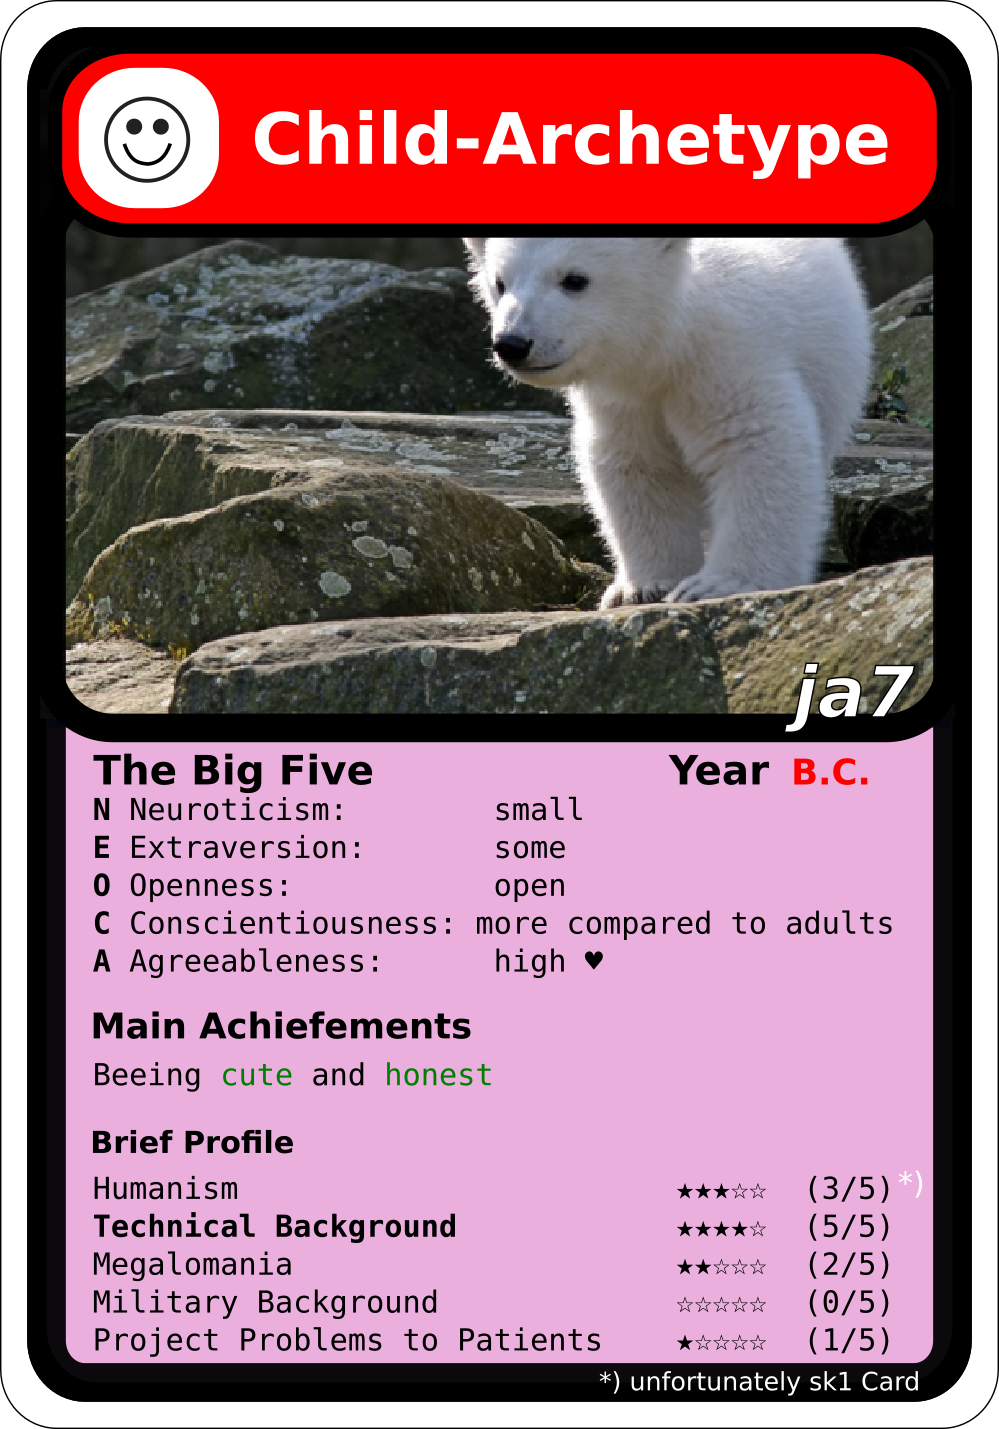 Child-Archetype
ja7
The Big Five Year B.C.
N Neuroticism: small
E Extraversion: some
O Openness: open
C Conscientiousness: more compared to adults
A Agreeableness: high ♥
Main Achiefements
Beeing cute and honest
Brief Profile
Humanism ★★★☆☆ (3/5) *)
Technical Background ★★★★☆ (5/5)
Megalomania ★★☆☆☆ (2/5)
Military Background ☆☆☆☆☆ (0/5)
Project Problems to Patients ★☆☆☆☆ (1/5)
*) unfortunately sk1 Card